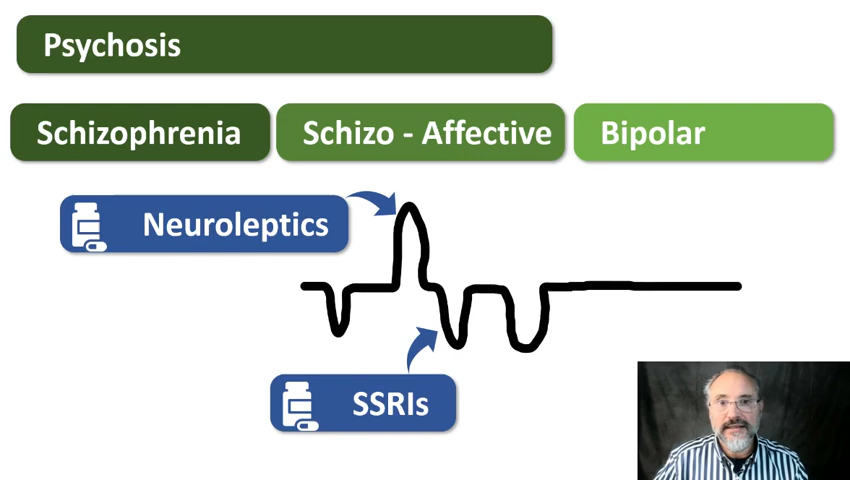 Psychosis
Schizophrenia
Schizo - Affective
Bipolar
Neuroleptics
SSRIs